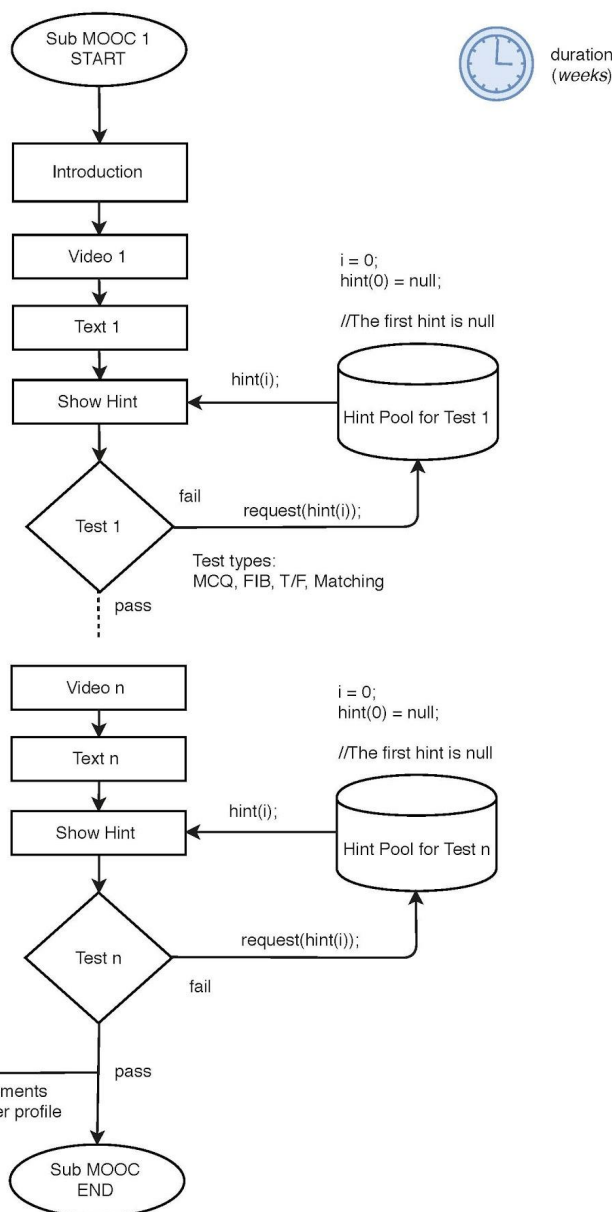 Sub MOOC 1
START
duration
(weeks)
Introduction
Video 1
i = 0;
hint(0) = null;
//The first hint is null
Text 1
hint(i);
Show Hint
Hint Pool for Test 1
fail
Test 1
request(hint(i));
Test types:
MCQ, FIB, T/F, Matching
pass
Video n
i = 0;
hint(0) = null;
//The first hint is null
Text n
hint(i);
Show Hint
Hint Pool for Test n
Test n
request(hint(i));
fail
pass
profile
Sub MOOC
END